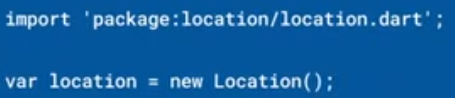 import 'package:location/location.dart';
var location = new Location();